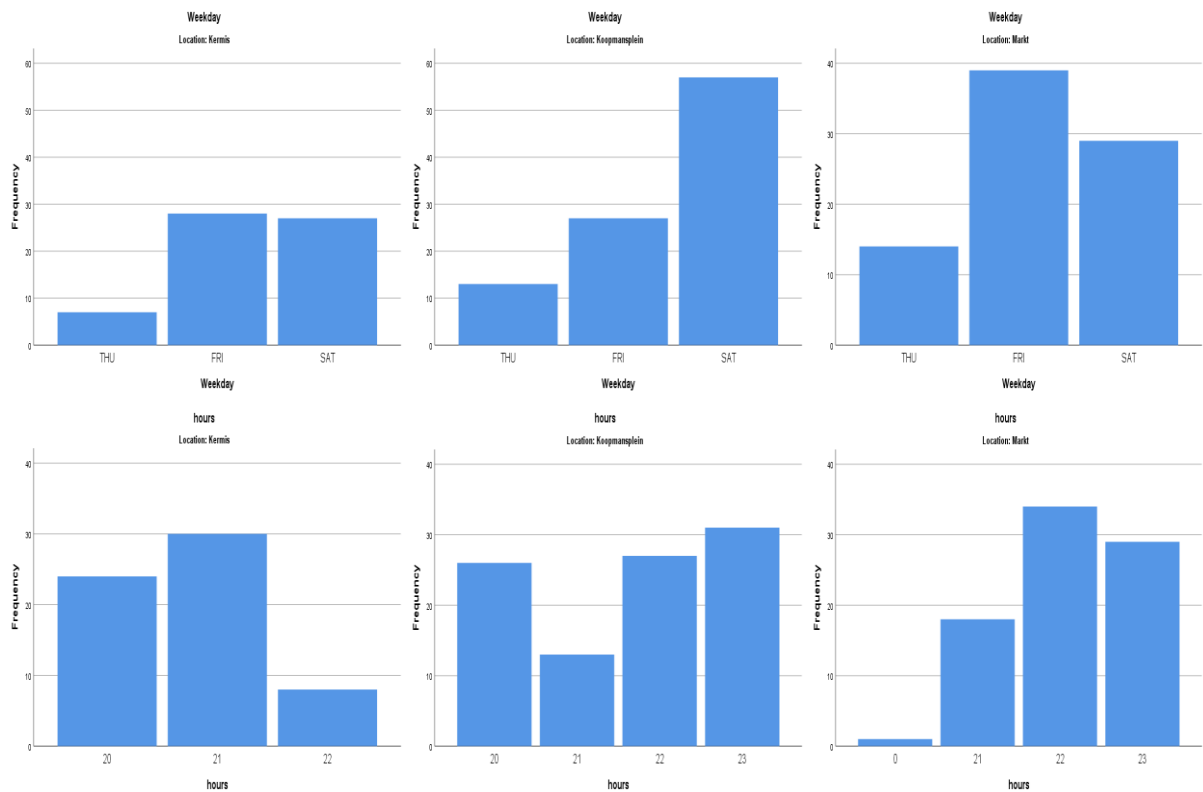 Weekday
Location: Kermis
Frequency
60
50
40
30
20
10
0
THU FRI SAT
Weekday
Weekday
Location: Koopmansplein
Frequency
60
50
40
30
20
10
0
THU FRI SAT
Weekday
Weekday
Location: Markt
Frequency
40
30
20
10
0
THU FRI SAT
Weekday
hours
Location: Kermis
Frequency
40
30
20
10
0
20 21 22
hours
hours
Location: Koopmansplein
Frequency
40
30
20
10
0
20 21 22 23
hours
hours
Location: Markt
Frequency
40
30
20
10
0
0 21 22 23
hours